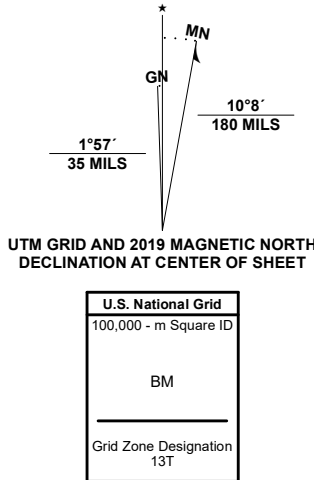 ★
MN
GN
10°8´
180 MILS
1°57´
35 MILS
UTM GRID AND 2019 MAGNETIC NORTH
DECLINATION AT CENTER OF SHEET
U.S. National Grid
100,000 - m Square ID
BM
Grid Zone Designation
13T